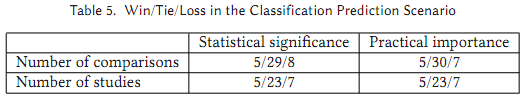 Table 5. Win/Tie/Loss in the Classification Prediction Scenario
Statistical significance Practical importance
Number of comparisons 5/29/8 5/30/7
Number of studies 5/23/7 5/23/7